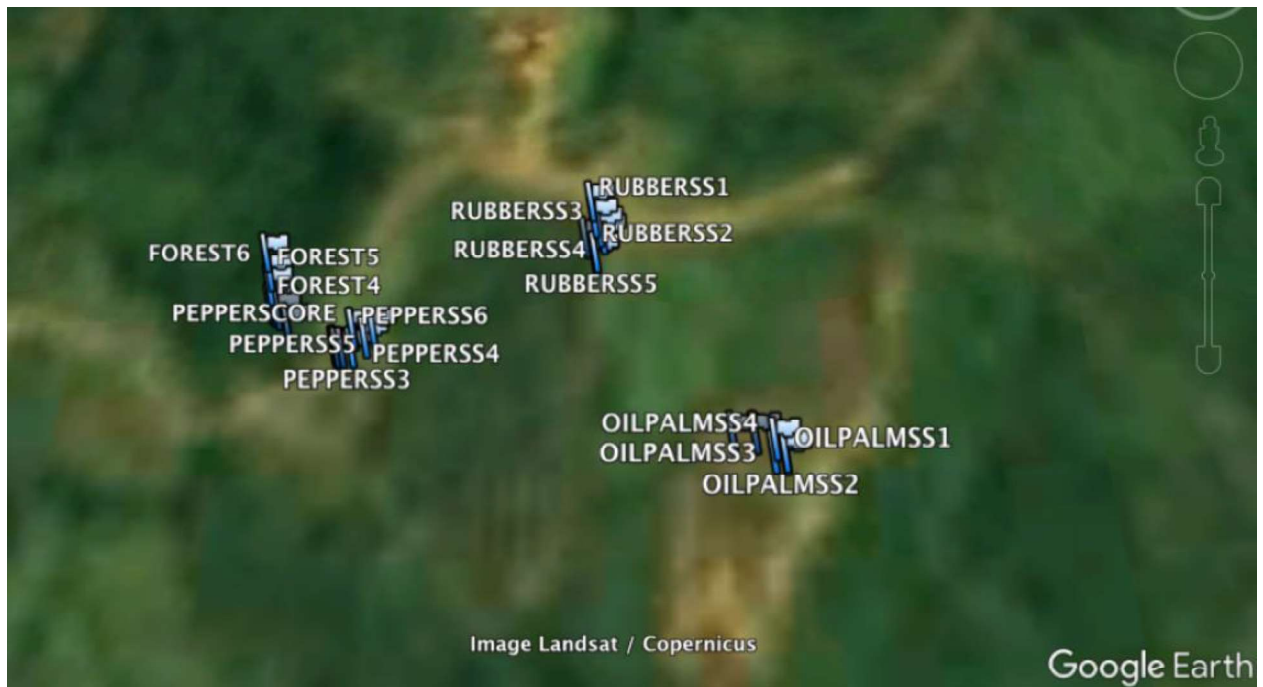 RUBBERSS1
RUBBERSS3
RUBBERSS2
RUBBERSS4
RUBBERSS5
FOREST6
FOREST5
FOREST4
PEPPERSCORE
PEPPERSS6
PEPPERSS5
PEPPERSS4
PEPPERSS3
OILPALMSS4
OILPALMSS1
OILPALMSS3
OILPALMSS2
Image Landsat / Copernicus
Google Earth